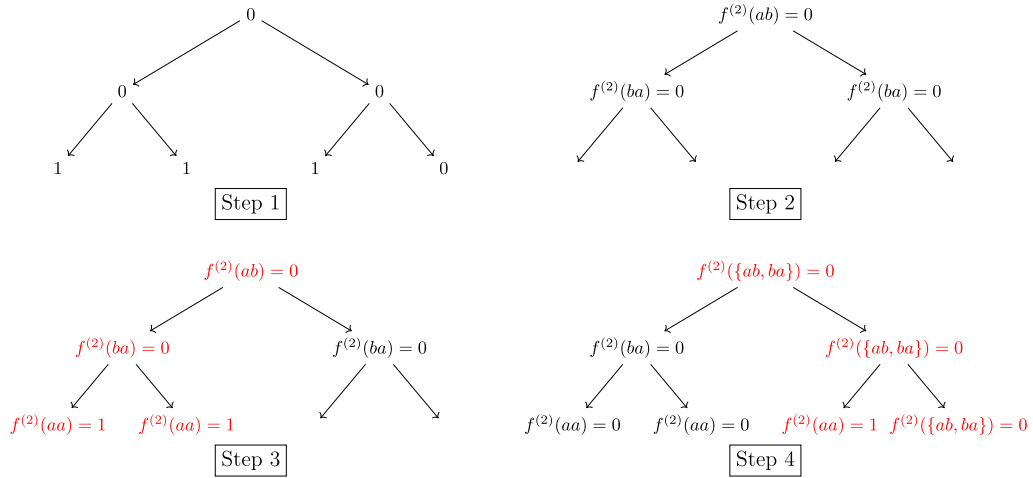 0
0 0
1 1 1 0
Step 1
f^{(2)}(ab) = 0
f^{(2)}(ba) = 0 f^{(2)}(ba) = 0
Step 2
f^{(2)}(ab) = 0
f^{(2)}(ba) = 0 f^{(2)}(ba) = 0
f^{(2)}(aa) = 1 f^{(2)}(aa) = 1
Step 3
f^{(2)}({ab, ba}) = 0
f^{(2)}(ba) = 0 f^{(2)}({ab, ba}) = 0
f^{(2)}(aa) = 0 f^{(2)}(aa) = 0 f^{(2)}(aa) = 1 f^{(2)}({ab, ba}) = 0
Step 4